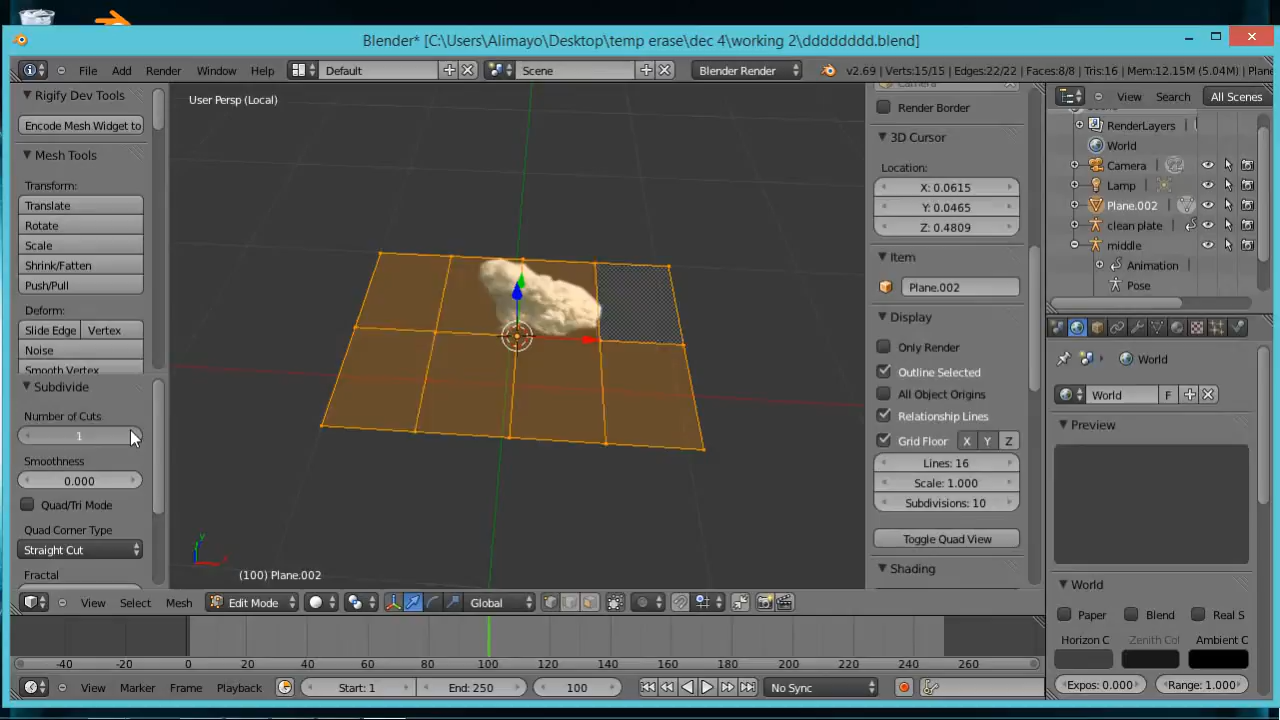 Blender* [C:\Users\Alimayo\Desktop\temp erase\dec 4\working 2\dddddddd.blend]
File Add Render Window Help Default Scene Blender Render v2.69 | Verts:15/15 | Edges:22/22 | Faces:8/8 | Tris:16 | Mem:12.15M (5.04M) | Plane
Rigify Dev Tools
Encode Mesh Widget to
Mesh Tools
Transform:
Translate
Rotate
Scale
Shrink/Fatten
Push/Pull
Deform:
Slide Edge Vertex
Noise
Smooth Vertex
Subdivide
Number of Cuts
1
Smoothness
0.000
Quad/Tri Mode
Quad Corner Type
Straight Cut
Fractal
User Persp (Local)
(100) Plane.002
View Select Mesh Edit Mode Global
Render Border
3D Cursor
Location:
X: 0.0615
Y: 0.0465
Z: 0.4809
Item
Plane.002
Display
Only Render
Outline Selected
All Object Origins
Relationship Lines
Grid Floor X Y Z
Lines: 16
Scale: 1.000
Subdivisions: 10
Toggle Quad View
Shading
View Search All Scenes
RenderLayers
World
Camera
Lamp
Plane.002
clean plate
middle
Animation
Pose
World
World F
Preview
World
Paper Blend Real S
Horizon C Zenith Col Ambient C
Expos: 0.000 Range: 1.000
-40 -20 0 20 40 60 80 100 120 140 160 180 200 220 240 260
View Marker Frame Playback Start: 1 End: 250 100 No Sync